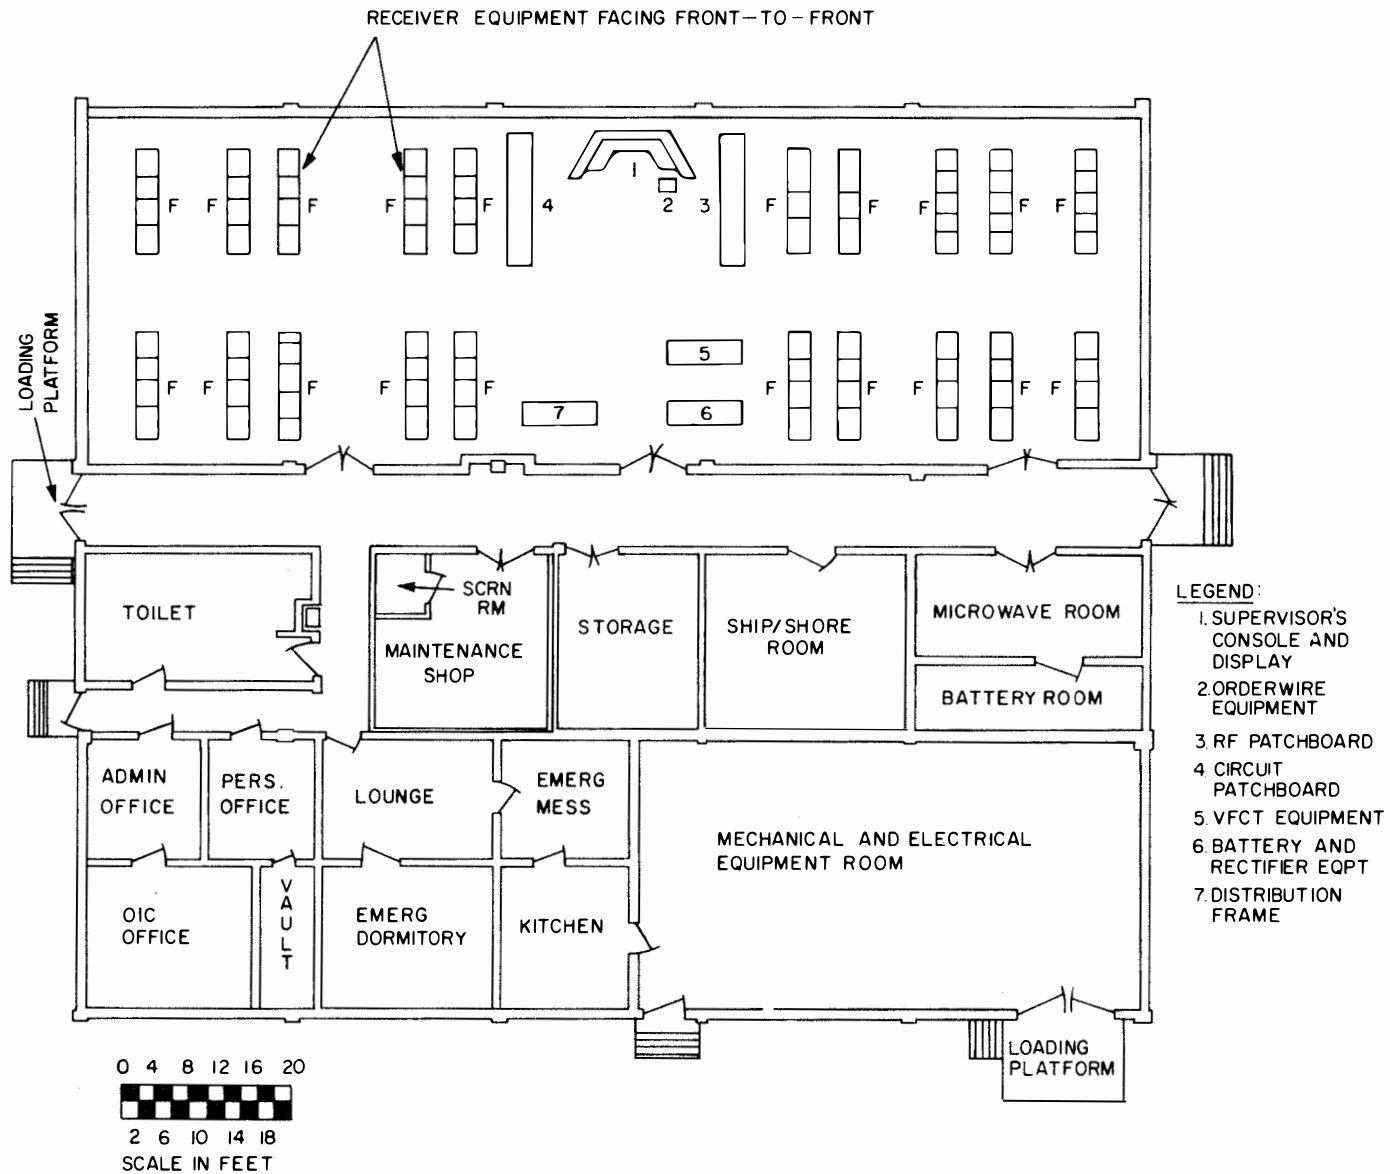 RECEIVER EQUIPMENT FACING FRONT-TO-FRONT
F F F F F 4 1 2 3 F F F F F
LOADING
PLATFORM
F F F F F 5 F F F F F
7 6
TOILET
SCRN
RM
MAINTENANCE
SHOP
STORAGE
SHIP/SHORE
ROOM
MICROWAVE ROOM
BATTERY ROOM
ADMIN
OFFICE
PERS.
OFFICE
LOUNGE
EMERG
MESS
MECHANICAL AND ELECTRICAL
EQUIPMENT ROOM
OIC
OFFICE
VAULT
EMERG
DORMITORY
KITCHEN
LOADING
PLATFORM
LEGEND:
1. SUPERVISOR'S
CONSOLE AND
DISPLAY
2. ORDERWIRE
EQUIPMENT
3. RF PATCHBOARD
4. CIRCUIT
PATCHBOARD
5. VFCT EQUIPMENT
6. BATTERY AND
RECTIFIER EQPT
7. DISTRIBUTION
FRAME
0 4 8 12 16 20
2 6 10 14 18
SCALE IN FEET